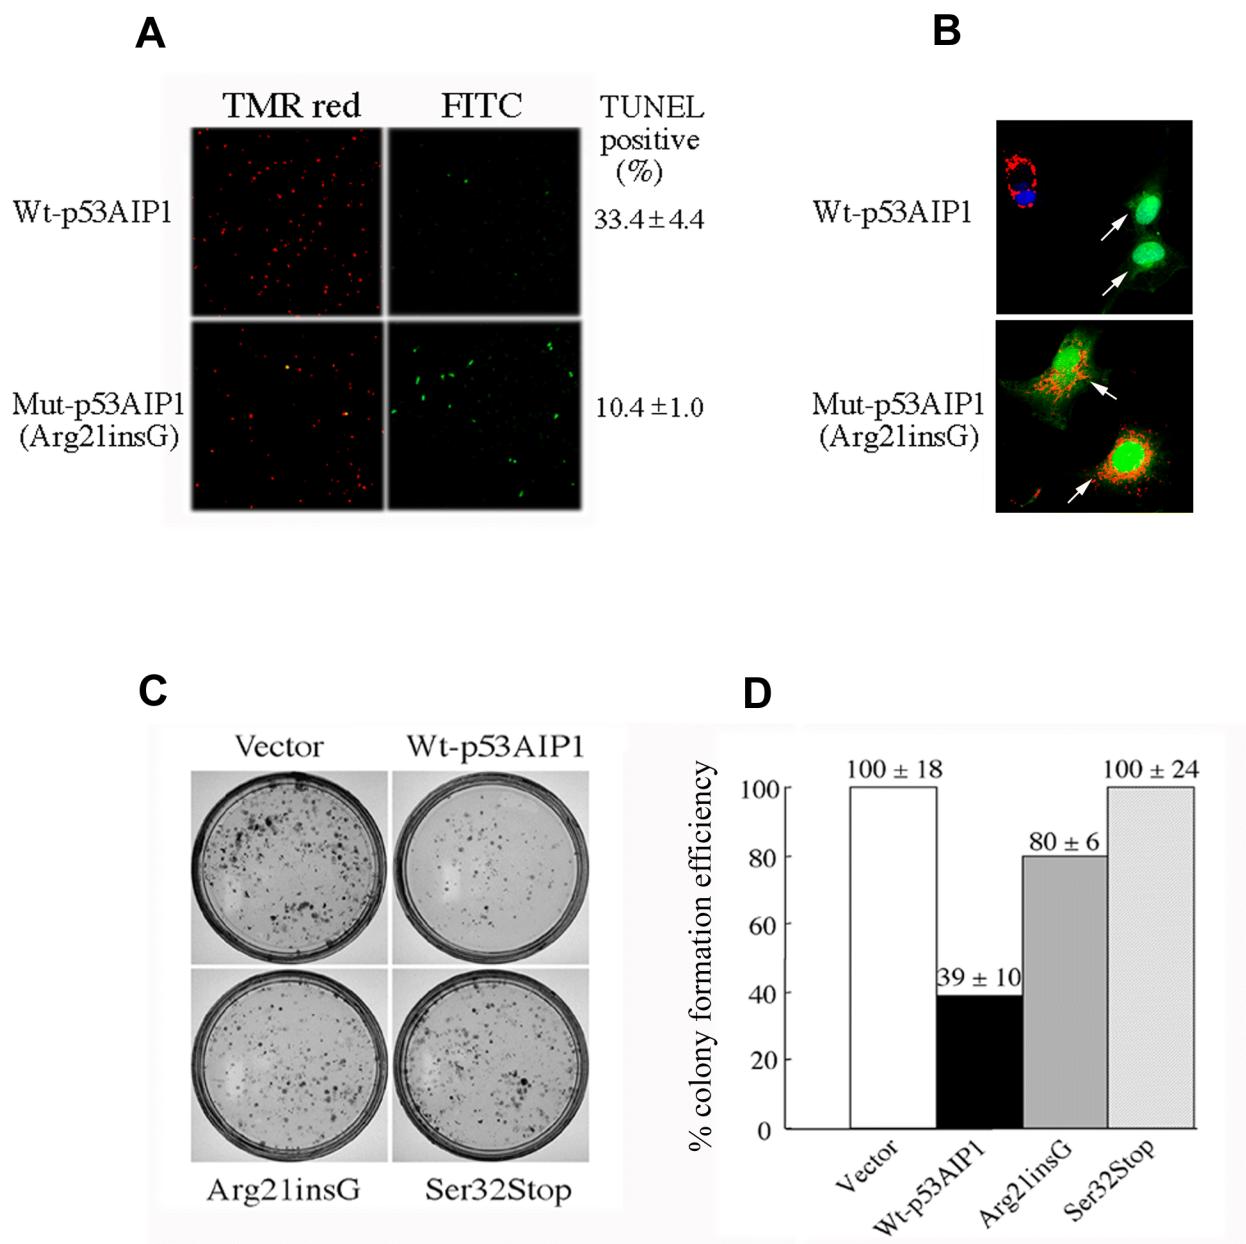 A
TMR red
FITC
TUNEL
positive
(%)
Wt-p53AIP1
33.4±4.4
Mut-p53AIP1
(Arg21insG)
10.4±1.0
B
Wt-p53AIP1
Mut-p53AIP1
(Arg21insG)
C
Vector
Wt-p53AIP1
Arg21insG
Ser32Stop
D
% colony formation efficiency
100
80
60
40
20
0
100 ± 18
39 ± 10
80 ± 6
100 ± 24
Vector
Wt-p53AIP1
Arg21insG
Ser32Stop